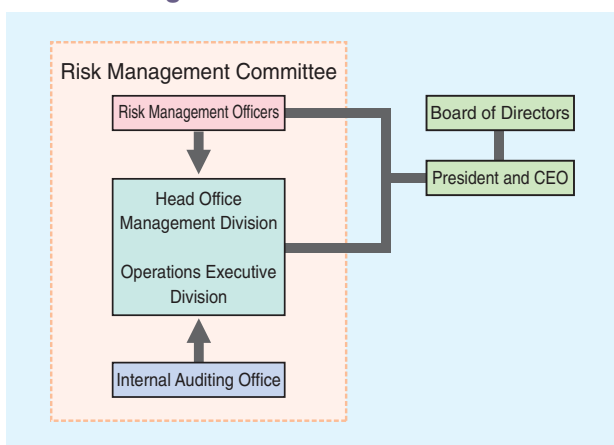 Risk Management Committee
Risk Management Officers
Board of Directors
President and CEO
Head Office
Management Division
Operations Executive
Division
Internal Auditing Office